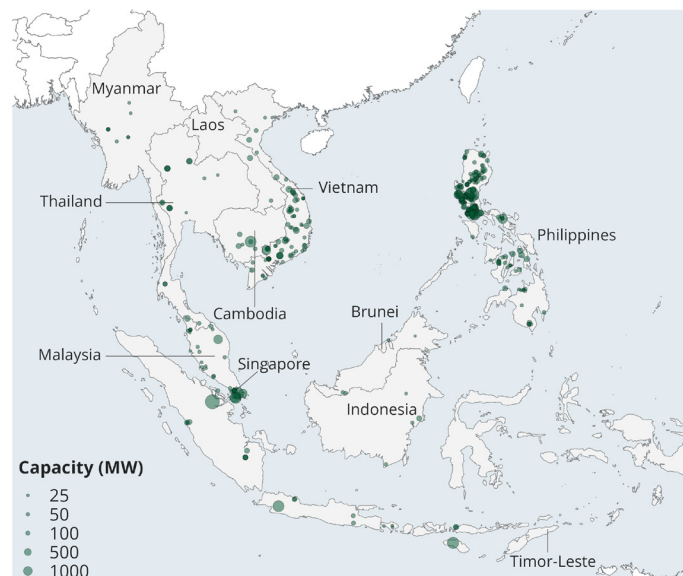 Myanmar
Laos
Vietnam
Thailand
Philippines
Cambodia
Brunei
Malaysia
Singapore
Indonesia
Capacity (MW)
25
50
100
500
1000
Timor-Leste